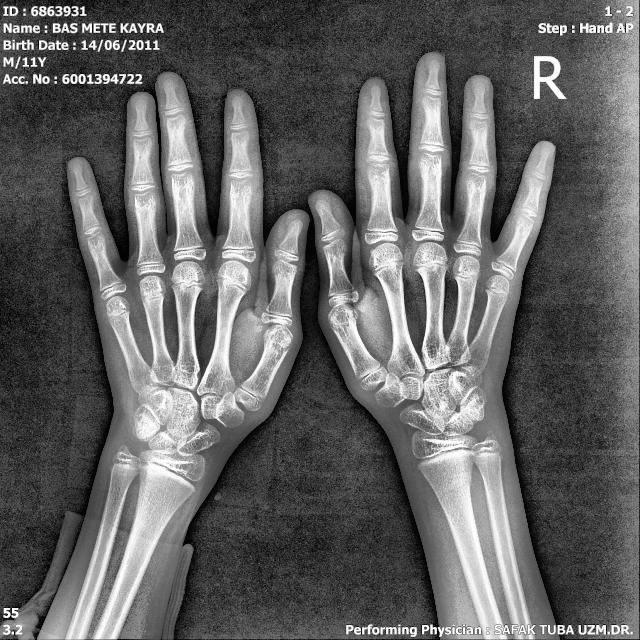 ID : 6863931
Name : BAS METE KAYRA
Birth Date : 14/06/2011
M/11Y
Acc. No : 6001394722
1 - 2
Step : Hand AP
R
55
3.2
Performing Physician : SAFAK TUBA UZM.DR.